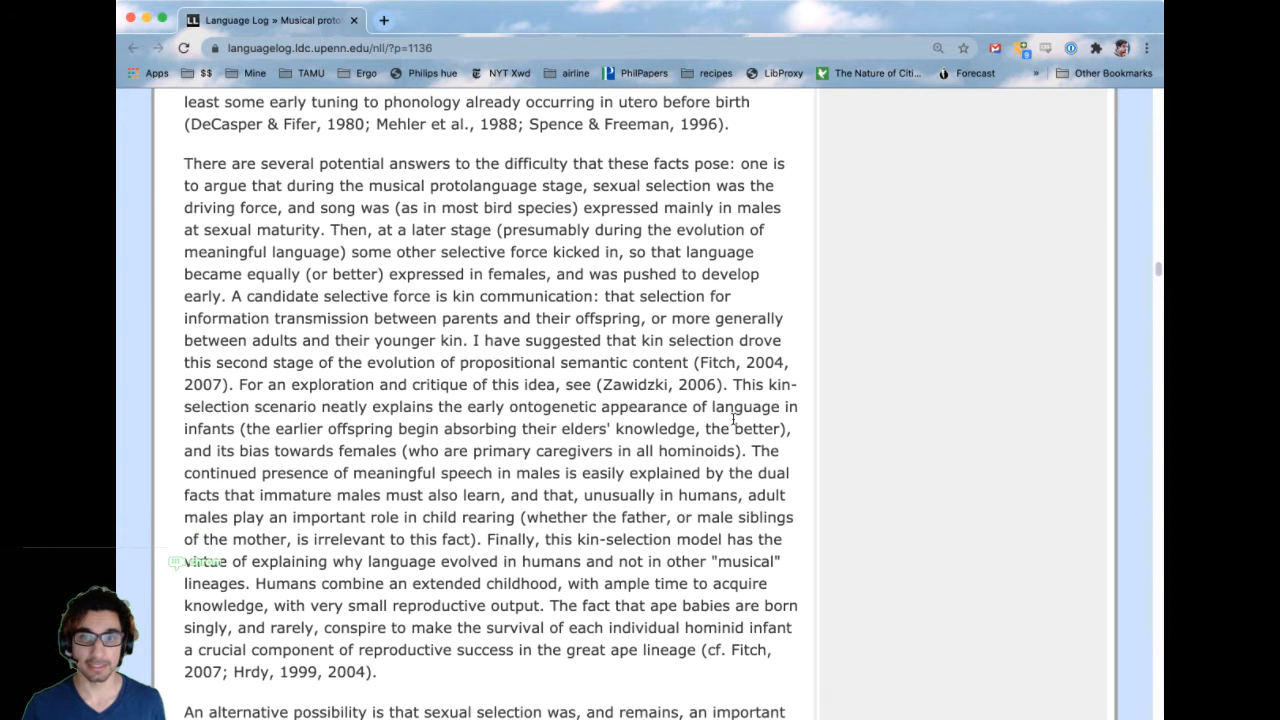 Language Log » Musical proto
languagelog.ldc.upenn.edu/nll/?p=1136
Apps $$ Mine TAMU Ergo Philips hue NYT Xwd airline PhilPapers recipes LibProxy The Nature of Citi... Forecast » Other Bookmarks
least some early tuning to phonology already occurring in utero before birth
(DeCasper & Fifer, 1980; Mehler et al., 1988; Spence & Freeman, 1996).
There are several potential answers to the difficulty that these facts pose: one is
to argue that during the musical protolanguage stage, sexual selection was the
driving force, and song was (as in most bird species) expressed mainly in males
at sexual maturity. Then, at a later stage (presumably during the evolution of
meaningful language) some other selective force kicked in, so that language
became equally (or better) expressed in females, and was pushed to develop
early. A candidate selective force is kin communication: that selection for
information transmission between parents and their offspring, or more generally
between adults and their younger kin. I have suggested that kin selection drove
this second stage of the evolution of propositional semantic content (Fitch, 2004,
2007). For an exploration and critique of this idea, see (Zawidzki, 2006). This kin-
selection scenario neatly explains the early ontogenetic appearance of language in
infants (the earlier offspring begin absorbing their elders' knowledge, the better),
and its bias towards females (who are primary caregivers in all hominoids). The
continued presence of meaningful speech in males is easily explained by the dual
facts that immature males must also learn, and that, unusually in humans, adult
males play an important role in child rearing (whether the father, or male siblings
of the mother, is irrelevant to this fact). Finally, this kin-selection model has the
virtue of explaining why language evolved in humans and not in other "musical"
lineages. Humans combine an extended childhood, with ample time to acquire
knowledge, with very small reproductive output. The fact that ape babies are born
singly, and rarely, conspire to make the survival of each individual hominid infant
a crucial component of reproductive success in the great ape lineage (cf. Fitch,
2007; Hrdy, 1999, 2004).
An alternative possibility is that sexual selection was, and remains, an important